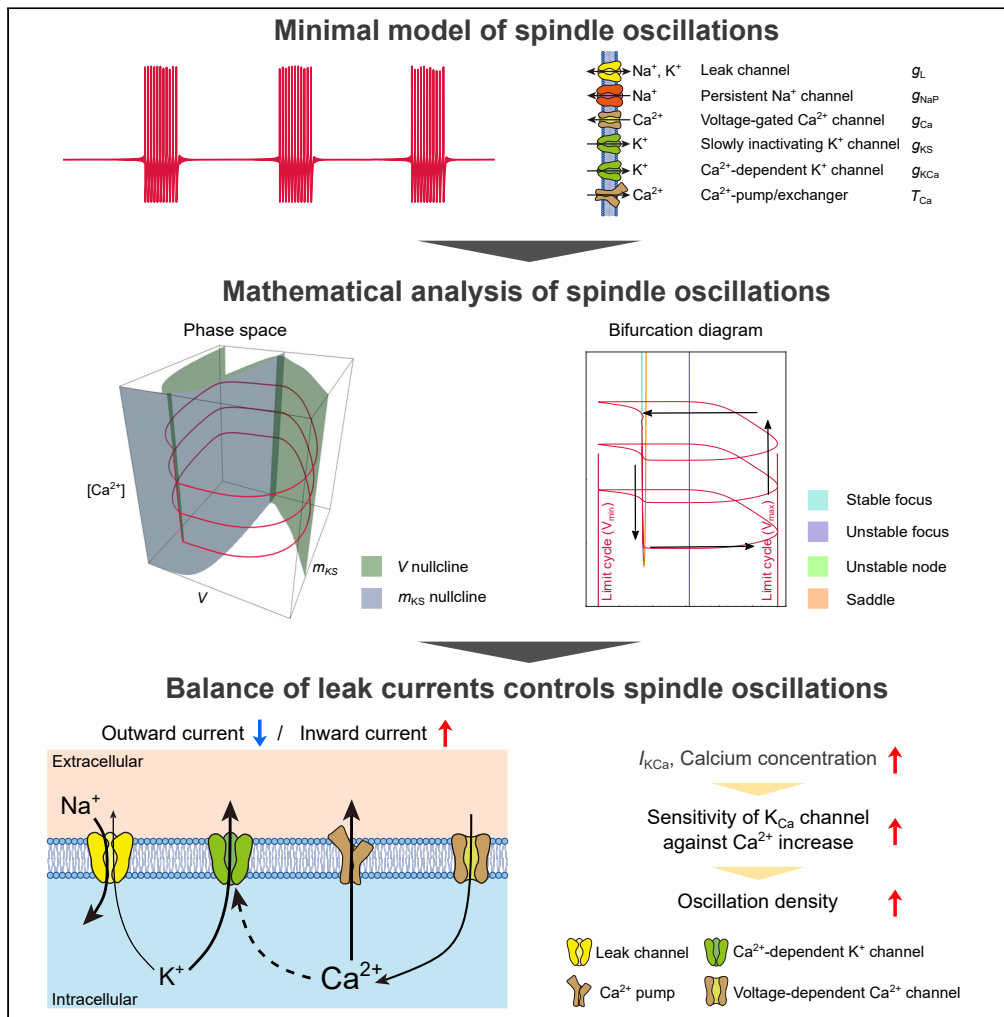 Minimal model of spindle oscillations
Na⁺, K⁺ Leak channel g_L
Na⁺ Persistent Na⁺ channel g_NaP
Ca²⁺ Voltage-gated Ca²⁺ channel g_Ca
K⁺ Slowly inactivating K⁺ channel g_KS
K⁺ Ca²⁺-dependent K⁺ channel g_KCa
Ca²⁺ Ca²⁺-pump/exchanger T_Ca
Mathematical analysis of spindle oscillations
Phase space
[Ca²⁺]
V
m_KS
V nullcline
m_KS nullcline
Bifurcation diagram
Limit cycle (V_min)
Limit cycle (V_max)
Stable focus
Unstable focus
Unstable node
Saddle
Balance of leak currents controls spindle oscillations
Outward current / Inward current
Extracellular
Na⁺
K⁺
Ca²⁺
Intracellular
I_KCa, Calcium concentration
Sensitivity of K_Ca channel
against Ca²⁺ increase
Oscillation density
Leak channel
Ca²⁺-dependent K⁺ channel
Ca²⁺ pump
Voltage-dependent Ca²⁺ channel